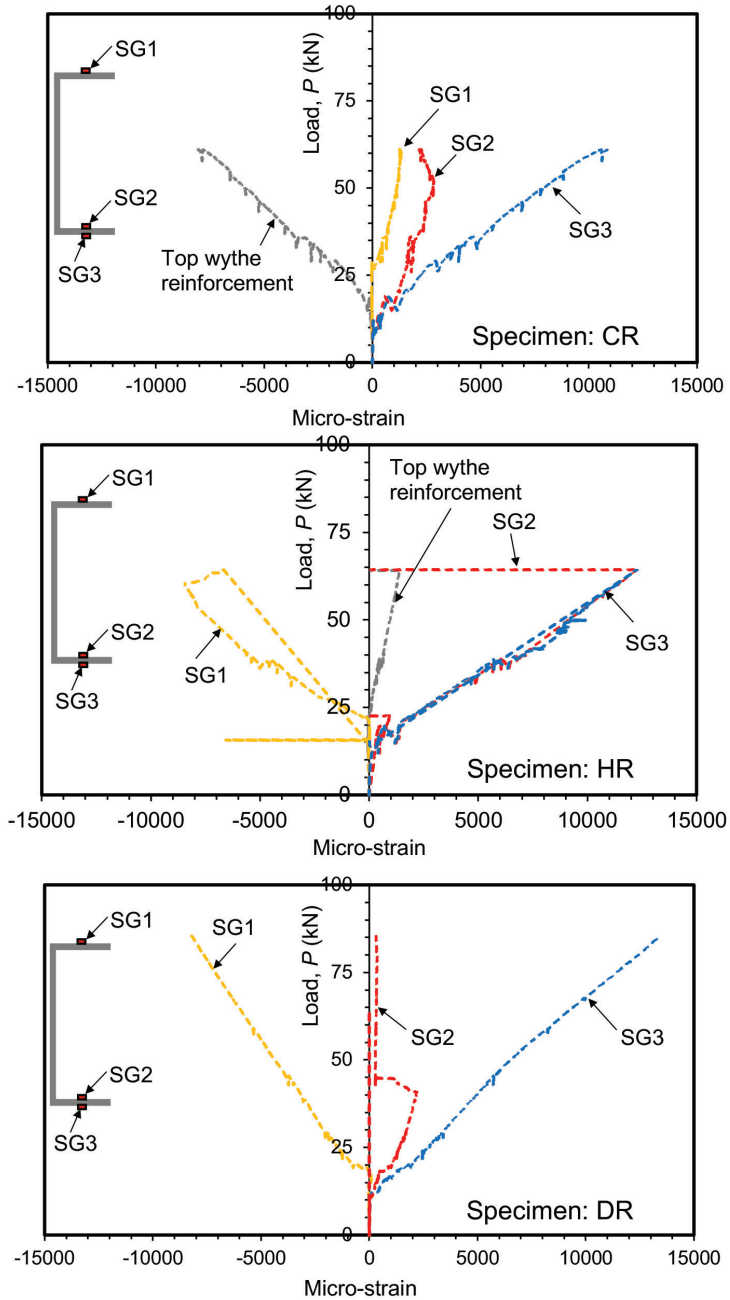 100
SG1
Load, P (kN)
75
SG1
SG2
50
SG2
SG3
SG3
Top wythe
reinforcement
25
Specimen: CR
0
-15000 -10000 -5000 0 5000 10000 15000
Micro-strain
100
Top wythe
reinforcement
SG1
Load, P (kN)
SG2
75
SG2
50
SG3
SG1
SG3
25
Specimen: HR
0
-15000 -10000 -5000 0 5000 10000 15000
Micro-strain
100
SG1
SG1
Load, P (kN)
75
SG2
SG3
50
SG2
SG3
25
Specimen: DR
0
-15000 -10000 -5000 0 5000 10000 15000
Micro-strain